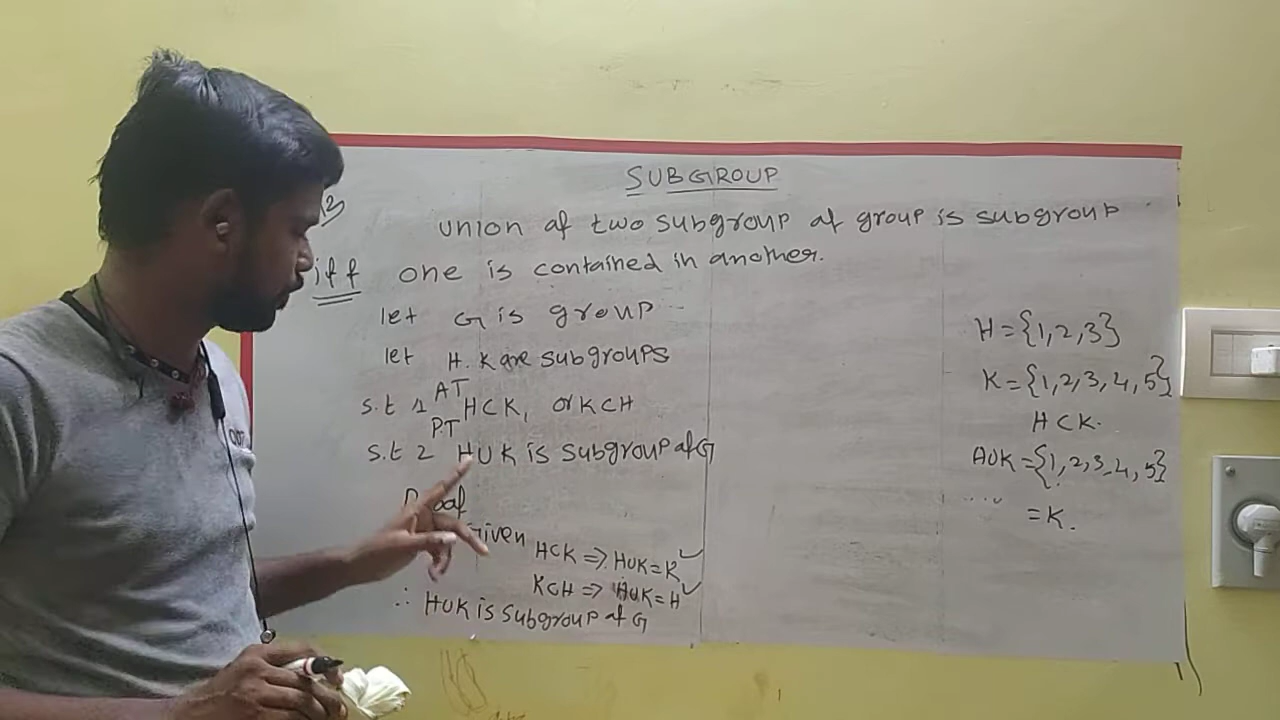 SUBGROUP
union of two subgroup of group is subgroup
iff one is contained in another.
let G is group
let H. K are subgroups
AT
s.t 1 H⊂K, or K⊂H
P.T
s.t 2 H∪K is subgroup of G
Proof
Given
H⊂K ⇒ H∪K=K ✓
K⊂H ⇒ H∪K=H ✓
∴ H∪K is subgroup of G
H={1,2,3}
K={1,2,3,4,5}
H⊂K.
A∪K={1,2,3,4,5}
=K.